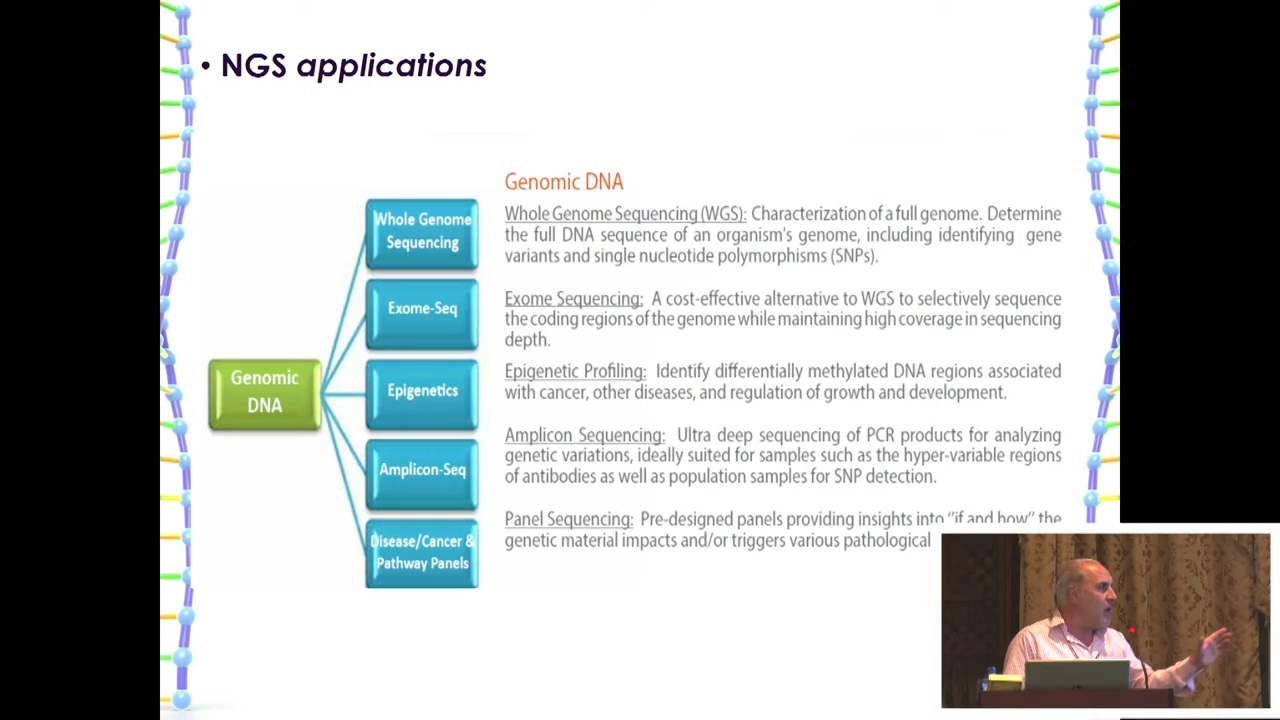 • NGS applications
Genomic DNA
Whole Genome Sequencing (WGS): Characterization of a full genome. Determine
the full DNA sequence of an organism's genome, including identifying gene
variants and single nucleotide polymorphisms (SNPs).
Exome Sequencing: A cost-effective alternative to WGS to selectively sequence
the coding regions of the genome while maintaining high coverage in sequencing
depth.
Epigenetic Profiling: Identify differentially methylated DNA regions associated
with cancer, other diseases, and regulation of growth and development.
Amplicon Sequencing: Ultra deep sequencing of PCR products for analyzing
genetic variations, ideally suited for samples such as the hyper-variable regions
of antibodies as well as population samples for SNP detection.
Panel Sequencing: Pre-designed panels providing insights into "if and how" the
genetic material impacts and/or triggers various pathological
Genomic
DNA
Whole Genome
Sequencing
Exome-Seq
Epigenetics
Amplicon-Seq
Disease/Cancer &
Pathway Panels